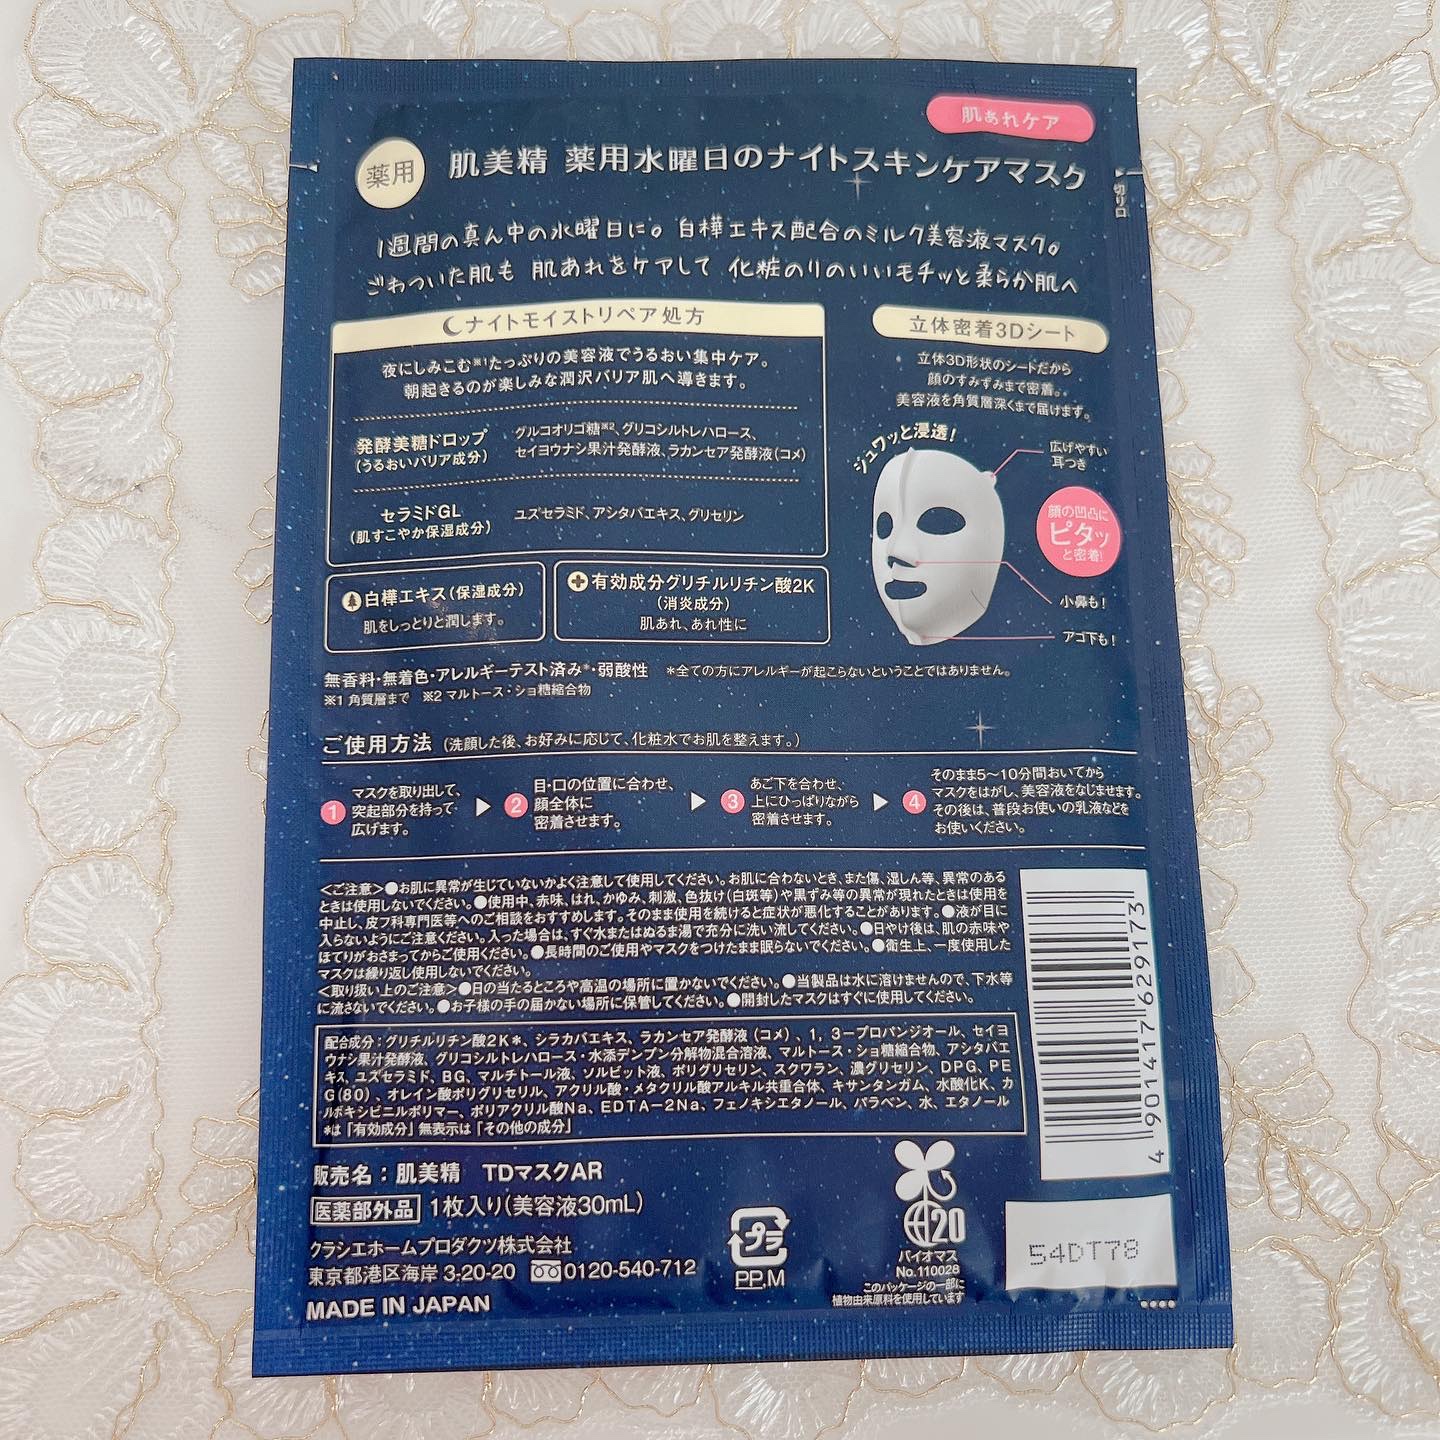 肌あれケア
薬用
肌美精 薬用水曜日のナイトスキンケアマスク
切り口
1週間の真ん中の水曜日に。白樺エキス配合のミルク美容液マスク。
ごわついた肌も 肌あれをケアして 化粧のりのいいモチッと柔らか肌へ
ナイトモイストリペア処方
夜にしみこむ※1たっぷりの美容液でうるおい集中ケア。
朝起きるのが楽しみな潤沢バリア肌へ導きます。
発酵美糖ドロップ
(うるおいバリア成分)
グルコオリゴ糖※2、グリコシルトレハロース、
セイヨウナシ果汁発酵液、ラカンセア発酵液(コメ)
セラミドGL
(肌すこやか保湿成分)
ユズセラミド、アシタバエキス、グリセリン
白樺エキス(保湿成分)
肌をしっとりと潤します。
有効成分グリチルリチン酸2K
(消炎成分)
肌あれ、あれ性に
立体密着3Dシート
立体3D形状のシートだから
顔のすみずみまで密着。
美容液を角質層深くまで届けます。
ジュワッと浸透!
広げやすい
耳つき
顔の凹凸に
ピタッ
と密着!
小鼻も!
アゴ下も!
無香料・無着色・アレルギーテスト済み*・弱酸性 *全ての方にアレルギーが起こらないということではありません。
※1 角質層まで ※2 マルトース・ショ糖縮合物
ご使用方法 (洗顔した後、お好みに応じて、化粧水でお肌を整えます。)
1 マスクを取り出して、
突起部分を持って
広げます。
2 目・口の位置に合わせ、
顔全体に
密着させます。
3 あご下を合わせ、
上にひっぱりながら
密着させます。
4 そのまま5〜10分間おいてから
マスクをはがし、美容液をなじませます。
その後は、普段お使いの乳液などを
お使いください。
<ご注意>●お肌に異常が生じていないかよく注意して使用してください。お肌に合わないとき、また傷、湿しん等、異常のある
ときは使用しないでください。●使用中、赤味、はれ、かゆみ、刺激、色抜け(白斑等)や黒ずみ等の異常が現れたときは使用を
中止し、皮フ科専門医等へのご相談をおすすめします。そのまま使用を続けると症状が悪化することがあります。●液が目に
入らないようにご注意ください。入った場合は、すぐ水またはぬるま湯で充分に洗い流してください。●日やけ後は、肌の赤味や
ほてりがおさまってからご使用ください。●長時間のご使用やマスクをつけたまま眠らないでください。●衛生上、一度使用した
マスクは繰り返し使用しないでください。
<取り扱い上のご注意>●日の当たるところや高温の場所に置かないでください。●当製品は水に溶けませんので、下水等
に流さないでください。●お子様の手の届かない場所に保管してください。●開封したマスクはすぐに使用してください。
配合成分:グリチルリチン酸2K*、シラカバエキス、ラカンセア発酵液(コメ)、1,3-プロパンジオール、セイヨ
ウナシ果汁発酵液、グリコシルトレハロース・水添デンプン分解物混合溶液、マルトース・ショ糖縮合物、アシタバエ
キス、ユズセラミド、BG、マルチトール液、ソルビット液、ポリグリセリン、スクワラン、濃グリセリン、DPG、PE
G(80)、オレイン酸ポリグリセリル、アクリル酸・メタクリル酸アルキル共重合体、キサンタンガム、水酸化K、カ
ルボキシビニルポリマー、ポリアクリル酸Na、EDTA-2Na、フェノキシエタノール、パラベン、水、エタノール
*は「有効成分」無表示は「その他の成分」
販売名:肌美精 TDマスクAR
医薬部外品 1枚入り(美容液30mL)
クラシエホームプロダクツ株式会社
東京都港区海岸 3-20-20 0120-540-712
MADE IN JAPAN
プラ
PP,M
20
バイオマス
No.110028
このパッケージの一部に
植物由来原料を使用しています
4 901417 629173
54DT78